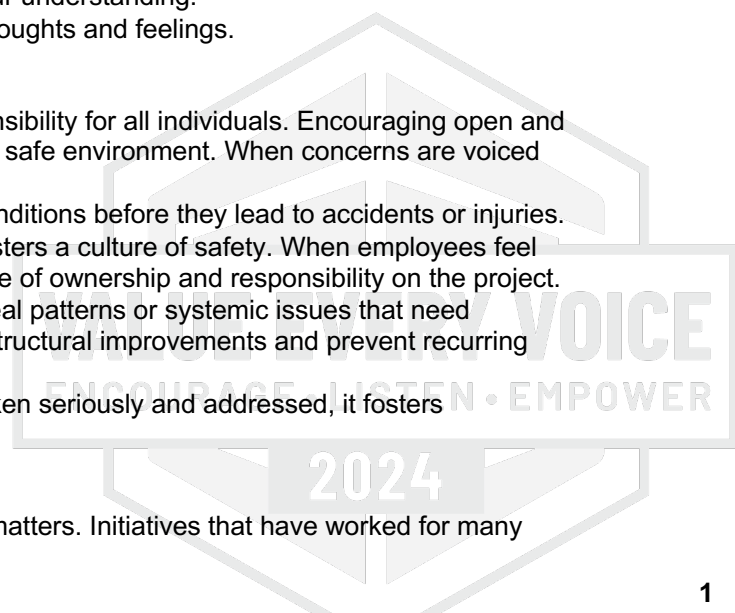 ur understanding.
oughts and feelings.
nsibility for all individuals. Encouraging open and
safe environment. When concerns are voiced
nditions before they lead to accidents or injuries.
sters a culture of safety. When employees feel
e of ownership and responsibility on the project.
eal patterns or systemic issues that need
tructural improvements and prevent recurring
ken seriously and addressed, it fosters
natters. Initiatives that have worked for many
VALUE EVERY VOICE
ENCOURAGE • LISTEN • EMPOWER
2024
1